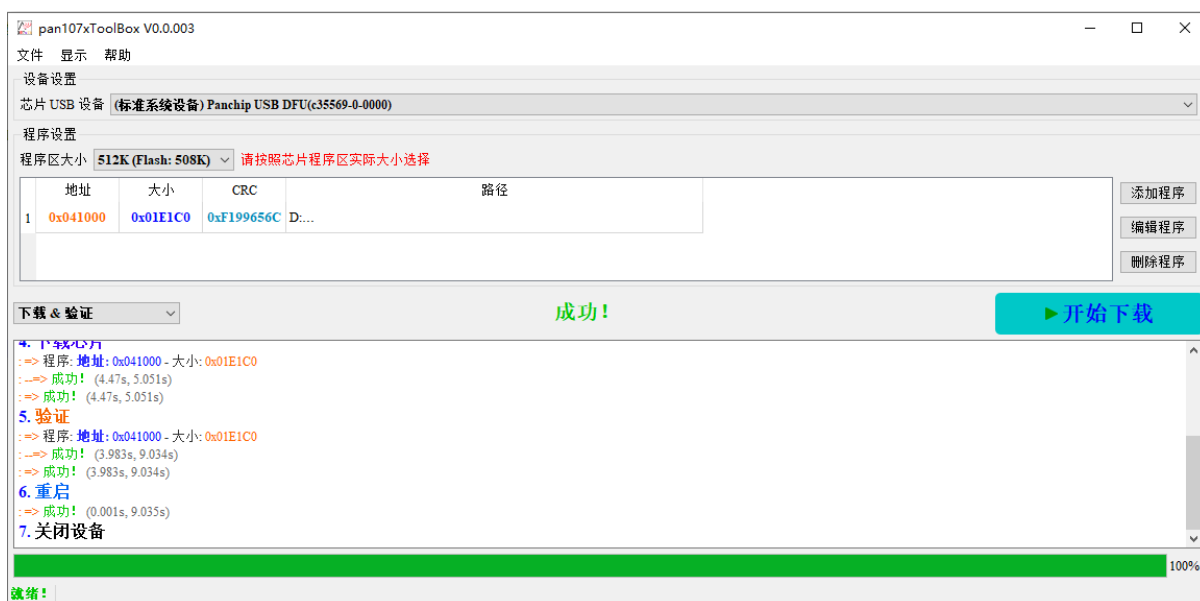 pan107xToolBox V0.0.003
文件 显示 帮助
设备设置
芯片 USB 设备 (标准系统设备) Panchip USB DFU(c35569-0-0000)
程序设置
程序区大小 512K (Flash: 508K) 请按照芯片程序区实际大小选择
地址 大小 CRC 路径
1 0x041000 0x01E1C0 0xF199656C D:...
添加程序
编辑程序
删除程序
下载 & 验证 成功! 开始下载
4. 下载芯片
:=> 程序: 地址: 0x041000 - 大小: 0x01E1C0
:--=> 成功! (4.47s, 5.051s)
:=> 成功! (4.47s, 5.051s)
5. 验证
:=> 程序: 地址: 0x041000 - 大小: 0x01E1C0
:--=> 成功! (3.983s, 9.034s)
:=> 成功! (3.983s, 9.034s)
6. 重启
:=> 成功! (0.001s, 9.035s)
7. 关闭设备
100%
就绪!